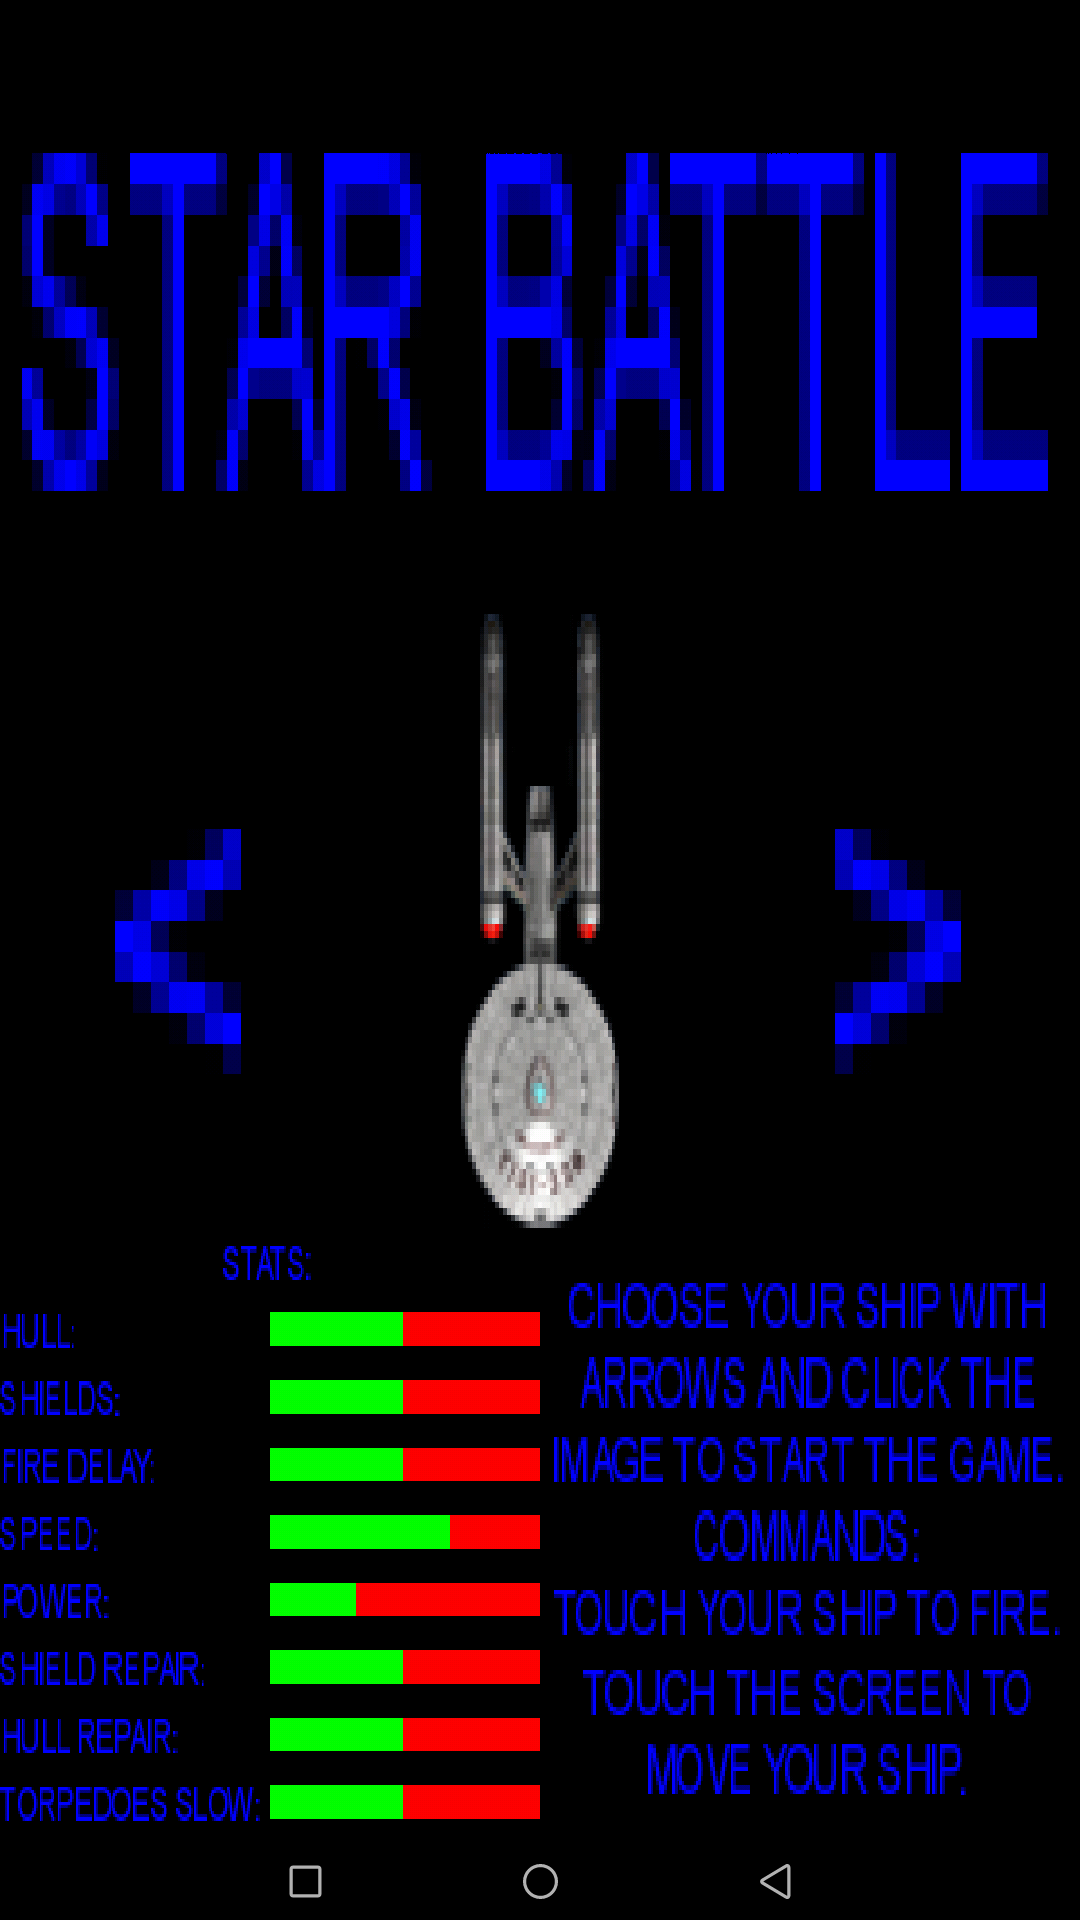 STAR BATTLE
<
>
STATS:
HULL:
SHIELDS:
FIRE DELAY:
SPEED:
POWER:
SHIELD REPAIR:
HULL REPAIR:
TORPEDOES SLOW:
CHOOSE YOUR SHIP WITH
ARROWS AND CLICK THE
IMAGE TO START THE GAME.
COMMANDS:
TOUCH YOUR SHIP TO FIRE.
TOUCH THE SCREEN TO
MOVE YOUR SHIP.